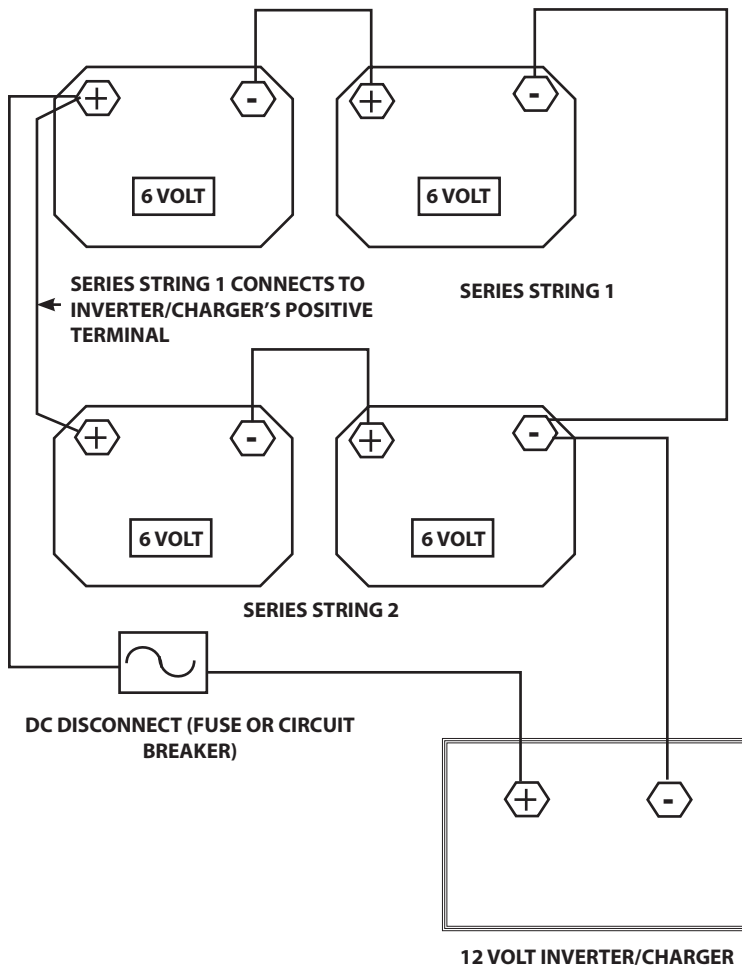 +
-
+
-
6 VOLT
6 VOLT
SERIES STRING 1 CONNECTS TO
INVERTER/CHARGER’S POSITIVE
TERMINAL
SERIES STRING 1
+
-
+
-
6 VOLT
6 VOLT
SERIES STRING 2
DC DISCONNECT (FUSE OR CIRCUIT
BREAKER)
+
-
12 VOLT INVERTER/CHARGER